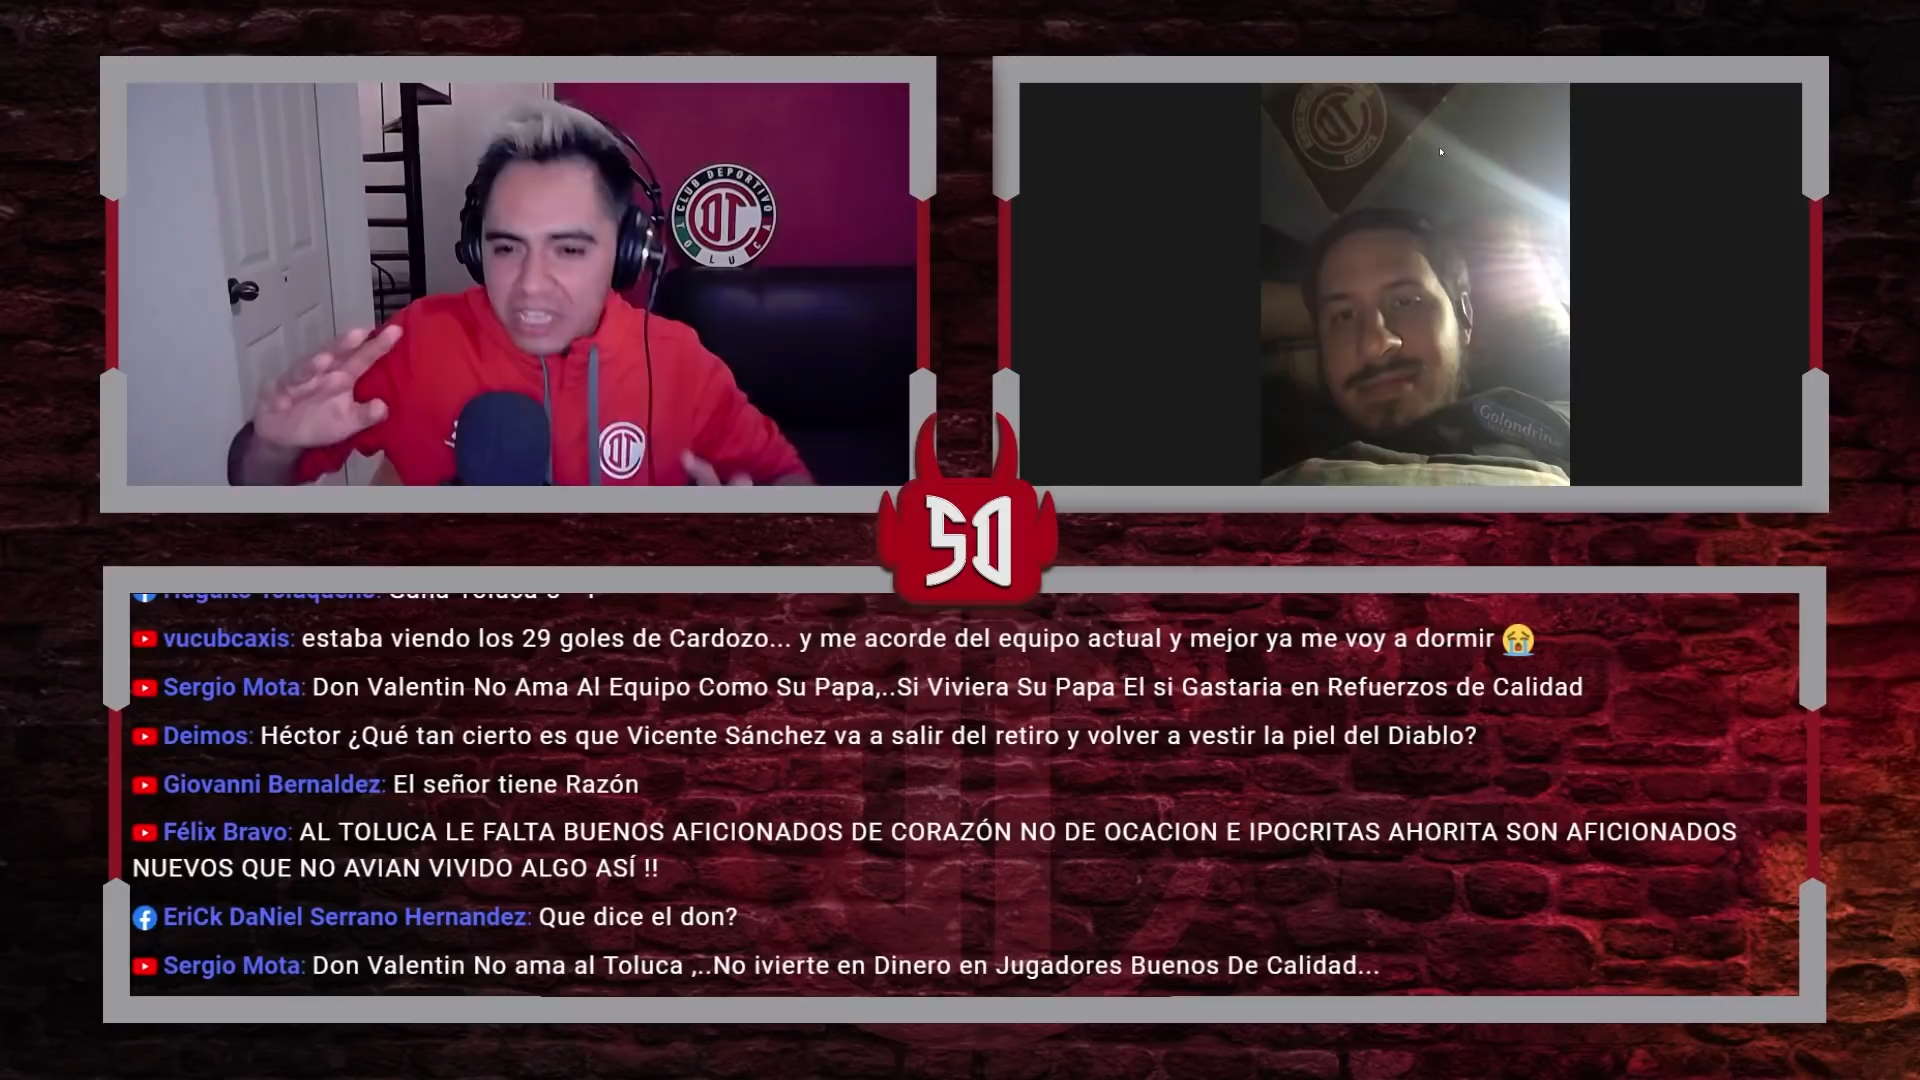 CLUB DEPORTIVO
TOLUCA
Golondrin
vucubcaxis: estaba viendo los 29 goles de Cardozo... y me acorde del equipo actual y mejor ya me voy a dormir 😭
Sergio Mota: Don Valentin No Ama Al Equipo Como Su Papa,..Si Viviera Su Papa El si Gastaria en Refuerzos de Calidad
Deimos: Héctor ¿Qué tan cierto es que Vicente Sánchez va a salir del retiro y volver a vestir la piel del Diablo?
Giovanni Bernaldez: El señor tiene Razón
Félix Bravo: AL TOLUCA LE FALTA BUENOS AFICIONADOS DE CORAZÓN NO DE OCACION E IPOCRITAS AHORITA SON AFICIONADOS
NUEVOS QUE NO AVIAN VIVIDO ALGO ASÍ !!
EriCk DaNiel Serrano Hernandez: Que dice el don?
Sergio Mota: Don Valentin No ama al Toluca ,..No ivierte en Dinero en Jugadores Buenos De Calidad...